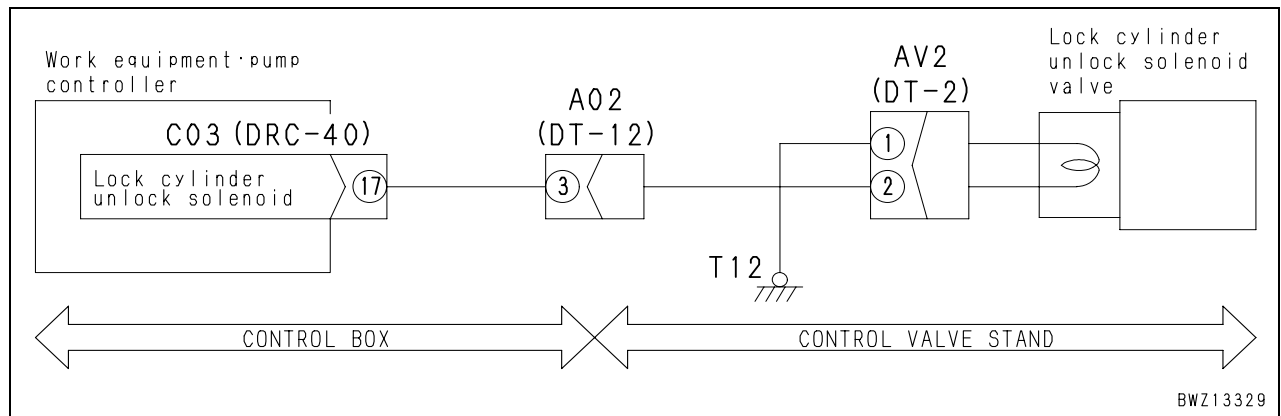 Work equipment·pump
controller
C03 (DRC-40)
Lock cylinder
unlock solenoid
17
A02
(DT-12)
3
AV2
(DT-2)
1
2
Lock cylinder
unlock solenoid
valve
T12
CONTROL BOX
CONTROL VALVE STAND
BWZ13329